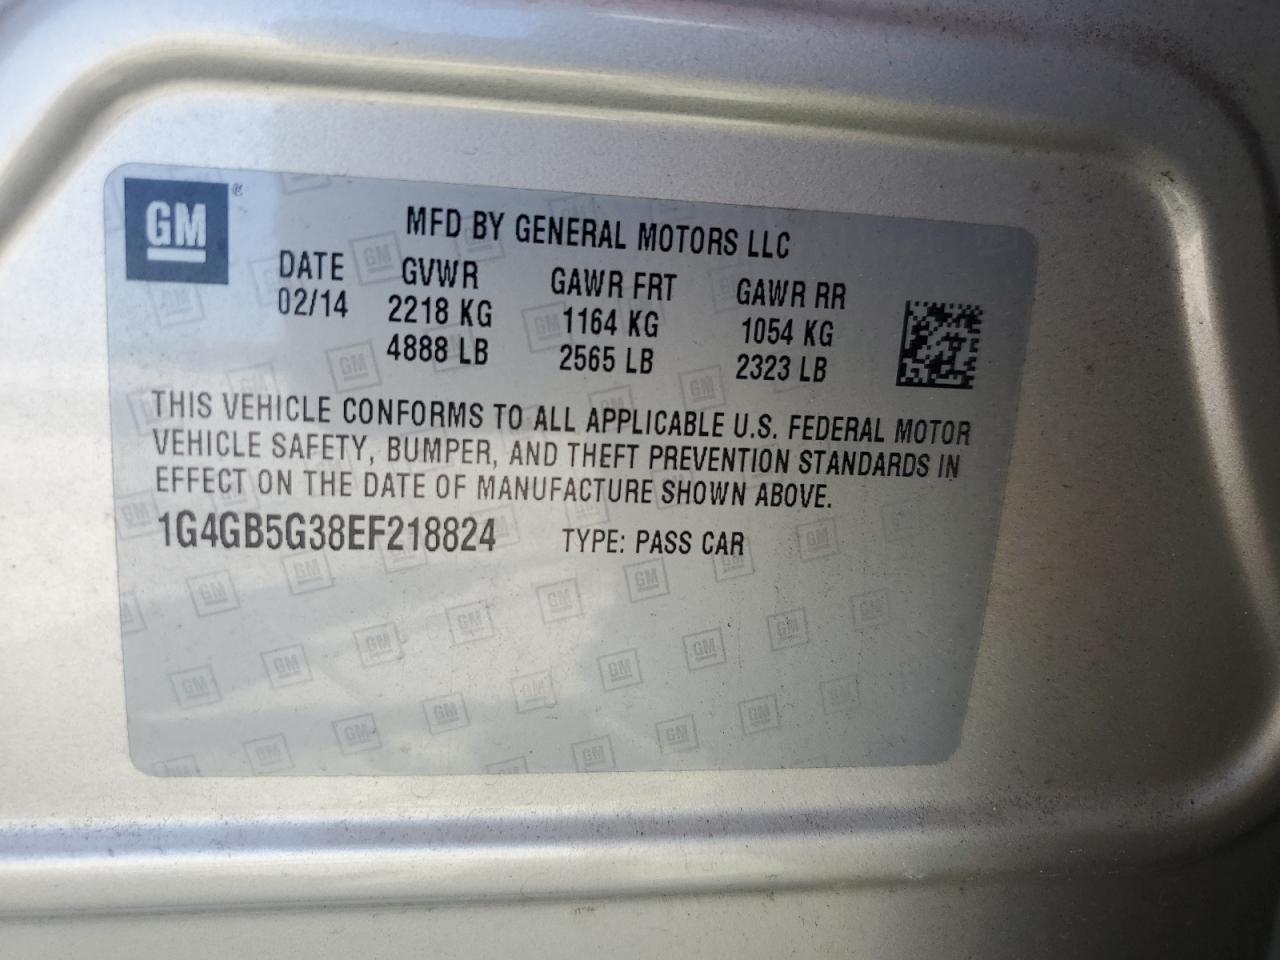 GM ®
MFD BY GENERAL MOTORS LLC
DATE GVWR GAWR FRT GAWR RR
02/14 2218 KG 1164 KG 1054 KG
4888 LB 2565 LB 2323 LB
THIS VEHICLE CONFORMS TO ALL APPLICABLE U.S. FEDERAL MOTOR
VEHICLE SAFETY, BUMPER, AND THEFT PREVENTION STANDARDS IN
EFFECT ON THE DATE OF MANUFACTURE SHOWN ABOVE.
1G4GB5G38EF218824 TYPE: PASS CAR